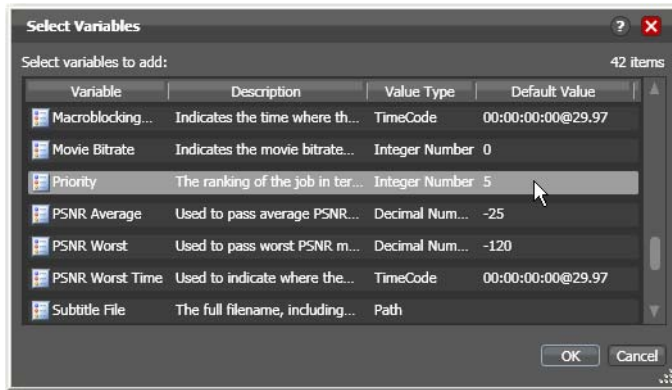 Select Variables ?
Select variables to add: 42 items
Variable Description Value Type Default Value
Macroblocking... Indicates the time where th... TimeCode 00:00:00:00@29.97
Movie Bitrate Indicates the movie bitrate... Integer Number 0
Priority The ranking of the job in ter... Integer Number 5
PSNR Average Used to pass average PSNR... Decimal Num... -25
PSNR Worst Used to pass worst PSNR m... Decimal Num... -120
PSNR Worst Time Used to indicate where the... TimeCode 00:00:00:00@29.97
Subtitle File The full filename, including... Path
OK Cancel